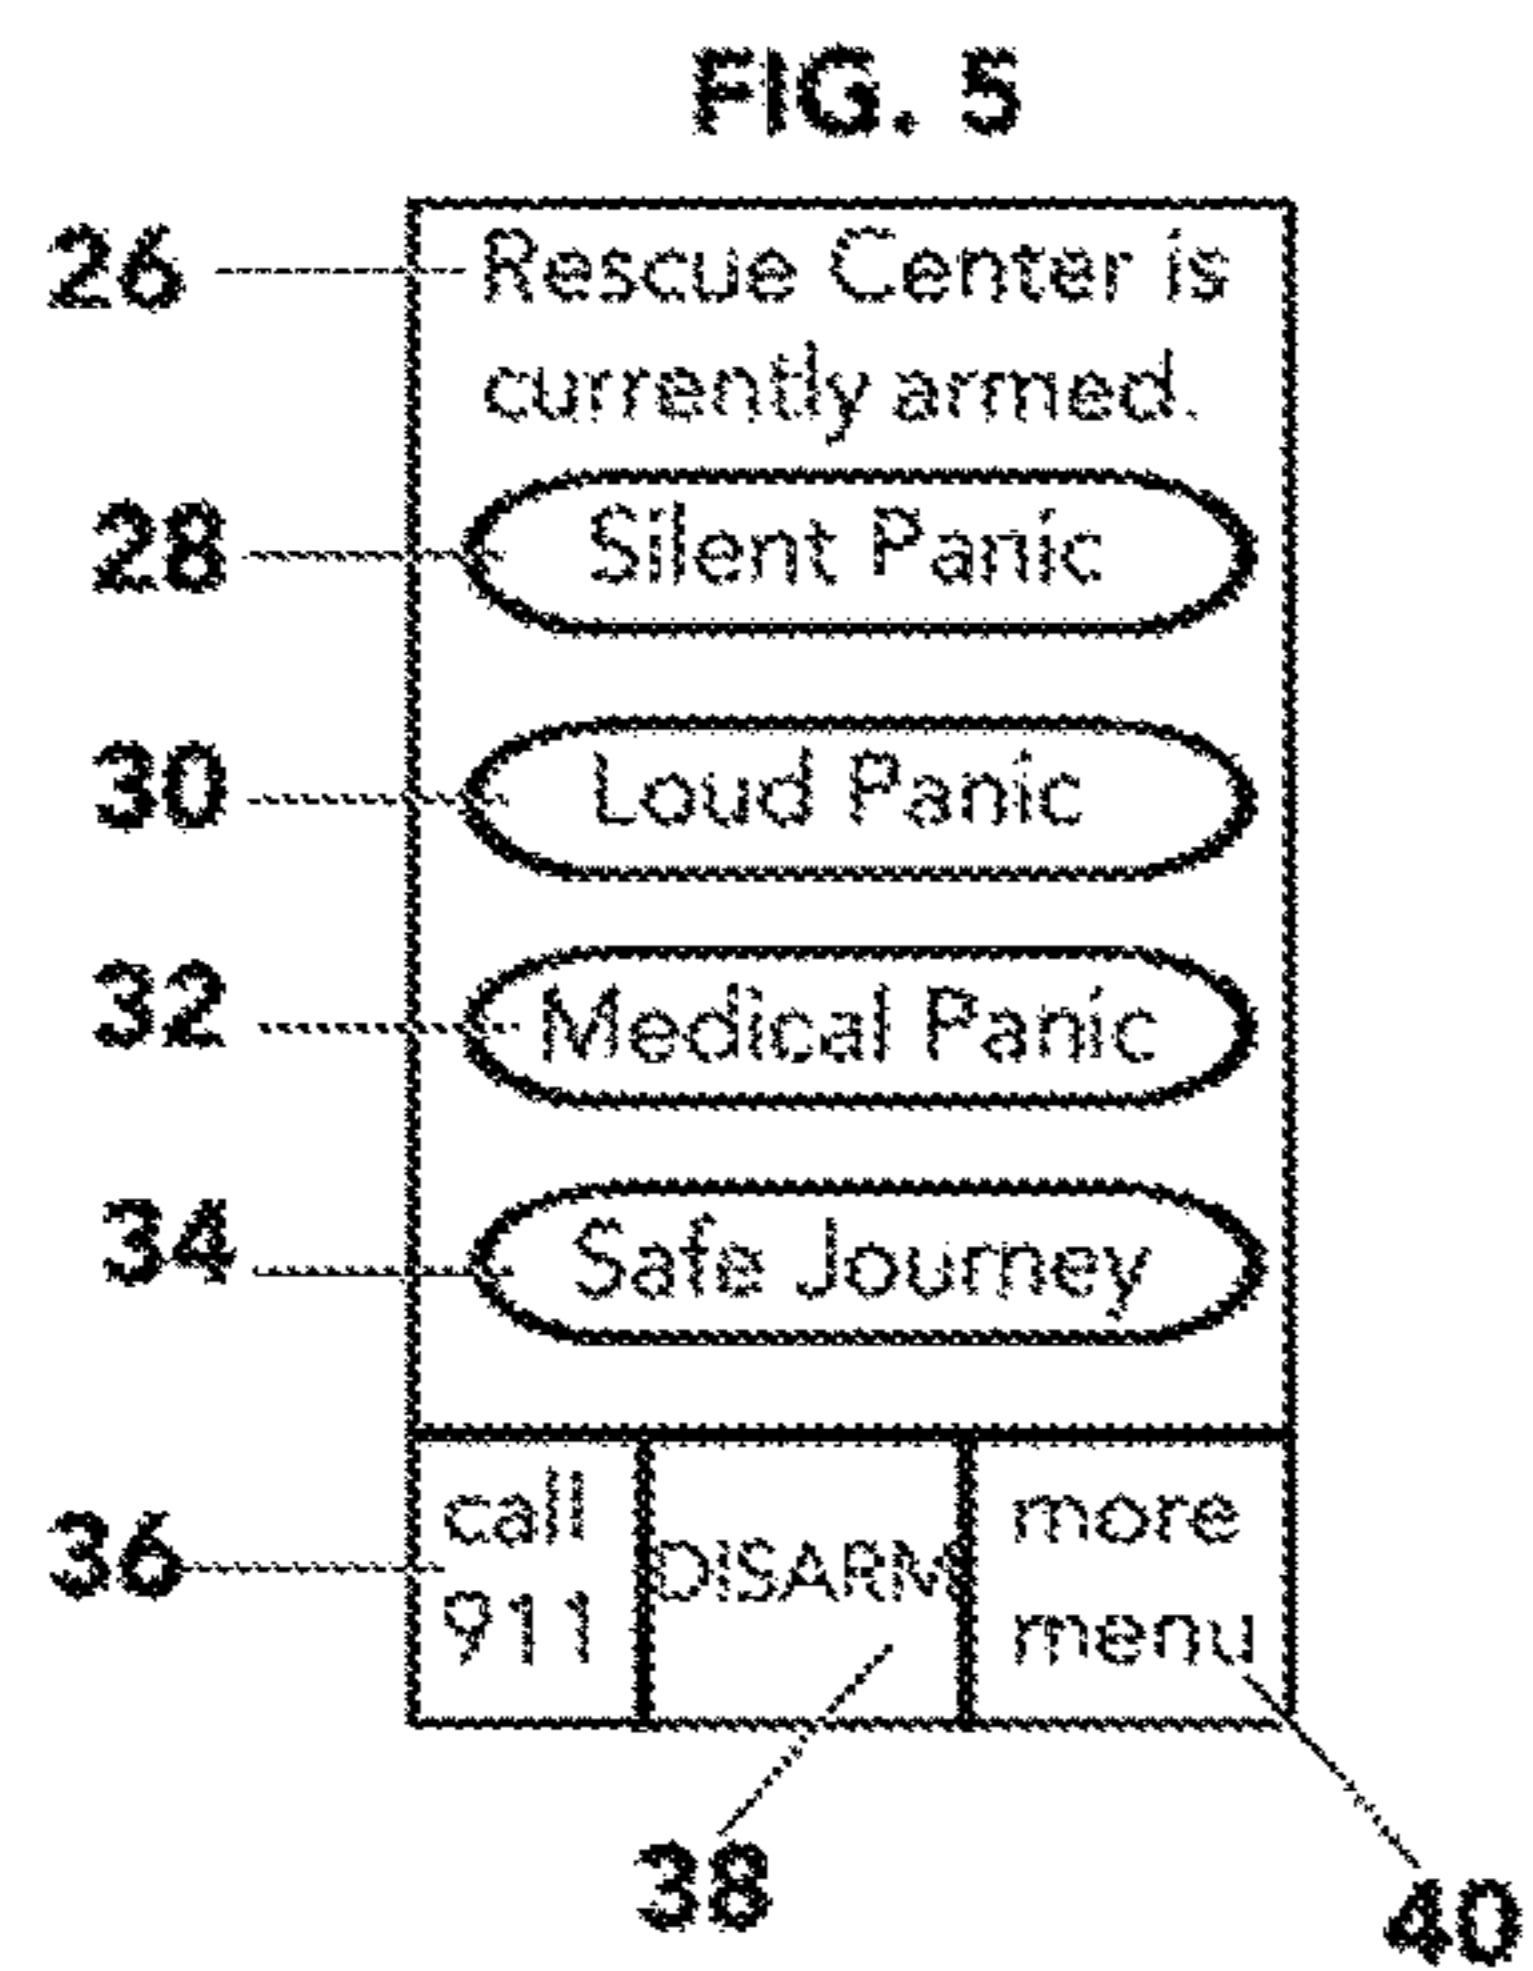 FIG. 5
26
Rescue Center is
currently armed.
28
Silent Panic
30
Loud Panic
32
Medical Panic
34
Safe Journey
36
call
911
DISARM
more
menu
38
40